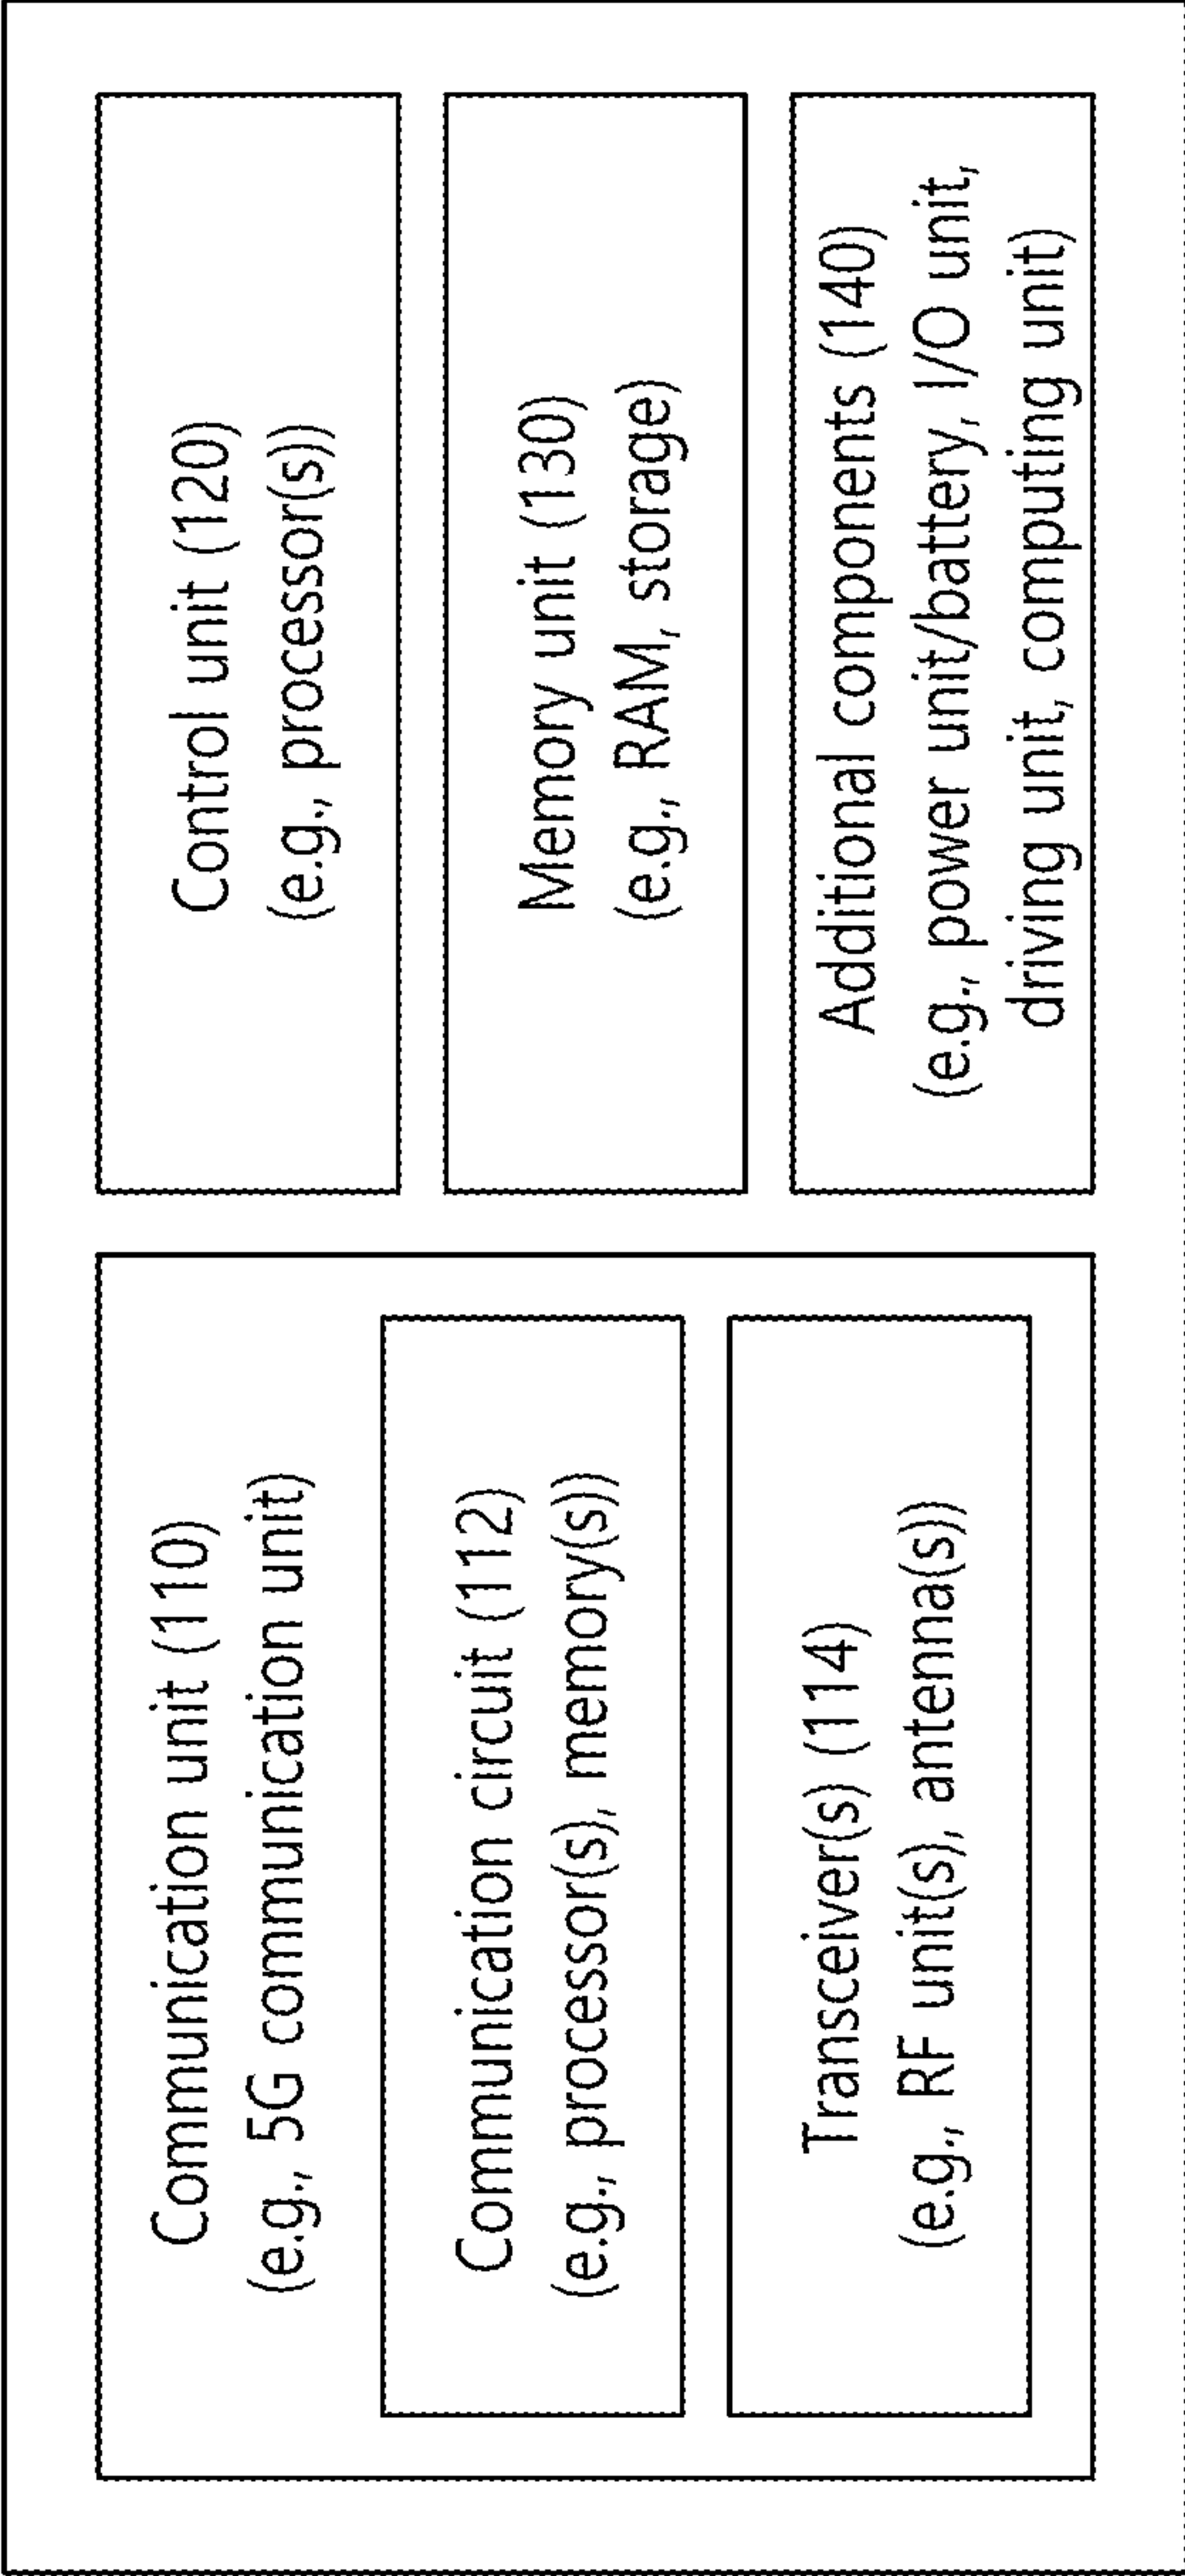 Communication unit (110)
(e.g., 5G communication unit)
Communication circuit (112)
(e.g., processor(s), memory(s))
Transceiver(s) (114)
(e.g., RF unit(s), antenna(s))
Control unit (120)
(e.g., processor(s))
Memory unit (130)
(e.g., RAM, storage)
Additional components (140)
(e.g., power unit/battery, I/O unit,
driving unit, computing unit)